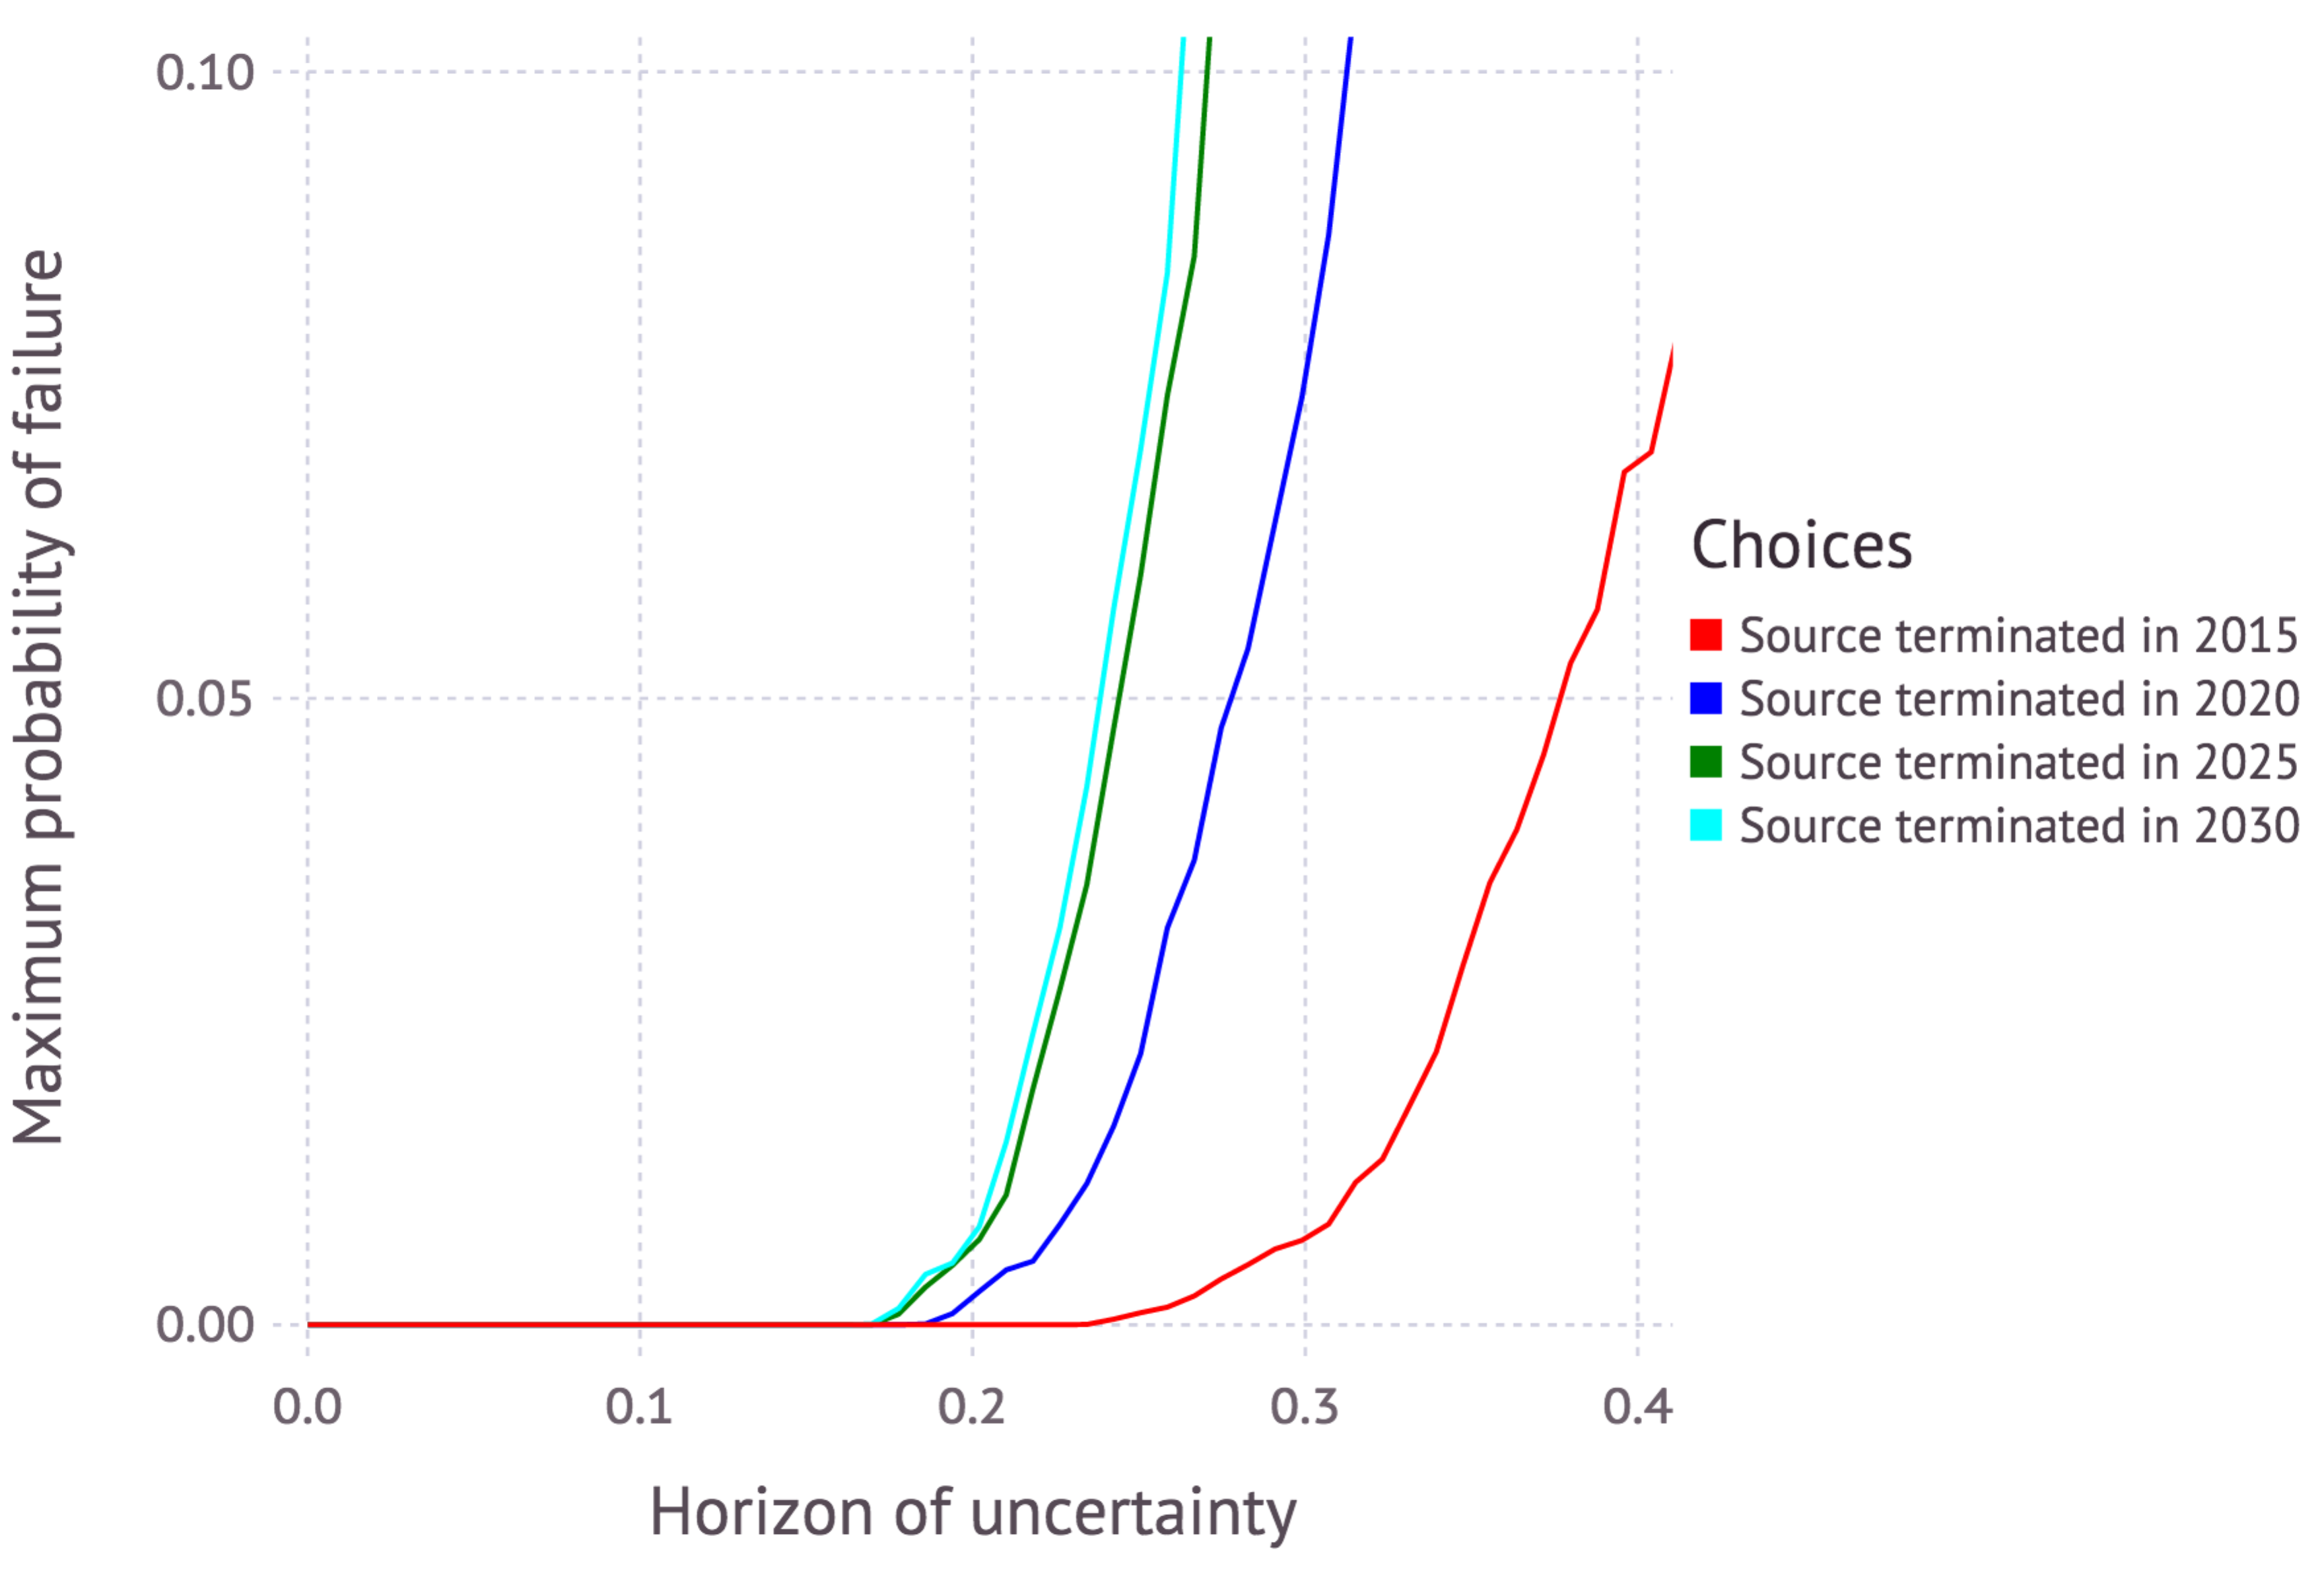 Maximum probability of failure
0.10
0.05
0.00
0.0 0.1 0.2 0.3 0.4
Horizon of uncertainty
Choices
Source terminated in 2015
Source terminated in 2020
Source terminated in 2025
Source terminated in 2030